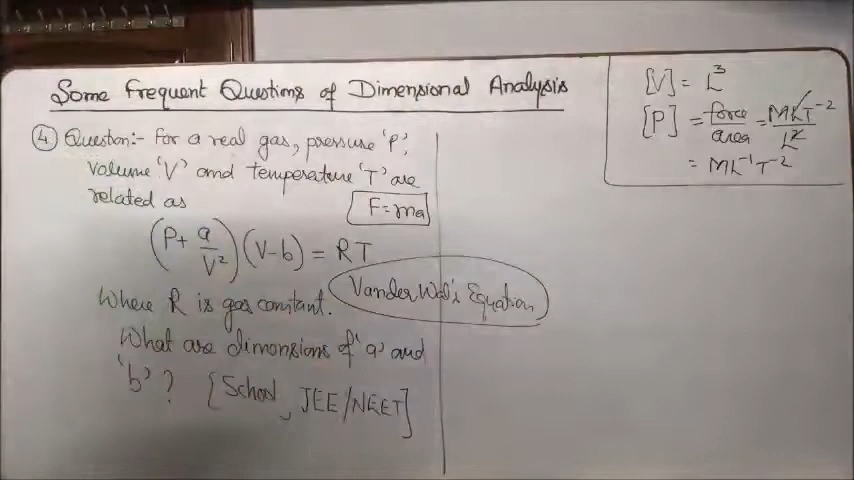 Some Frequent Questions of Dimensional Analysis
④ Question:- For a real gas, pressure 'P',
volume 'V' and temperature 'T' are
related as
F = ma
(P + a/V²) (V-b) = RT
Where R is gas constant.
Vander Wal's Equation
What are dimensions of 'a' and
'b' ? [School, JEE/NEET]
[V] = L³
[P] = force/area = MLT⁻²/L²
= ML⁻¹T⁻²